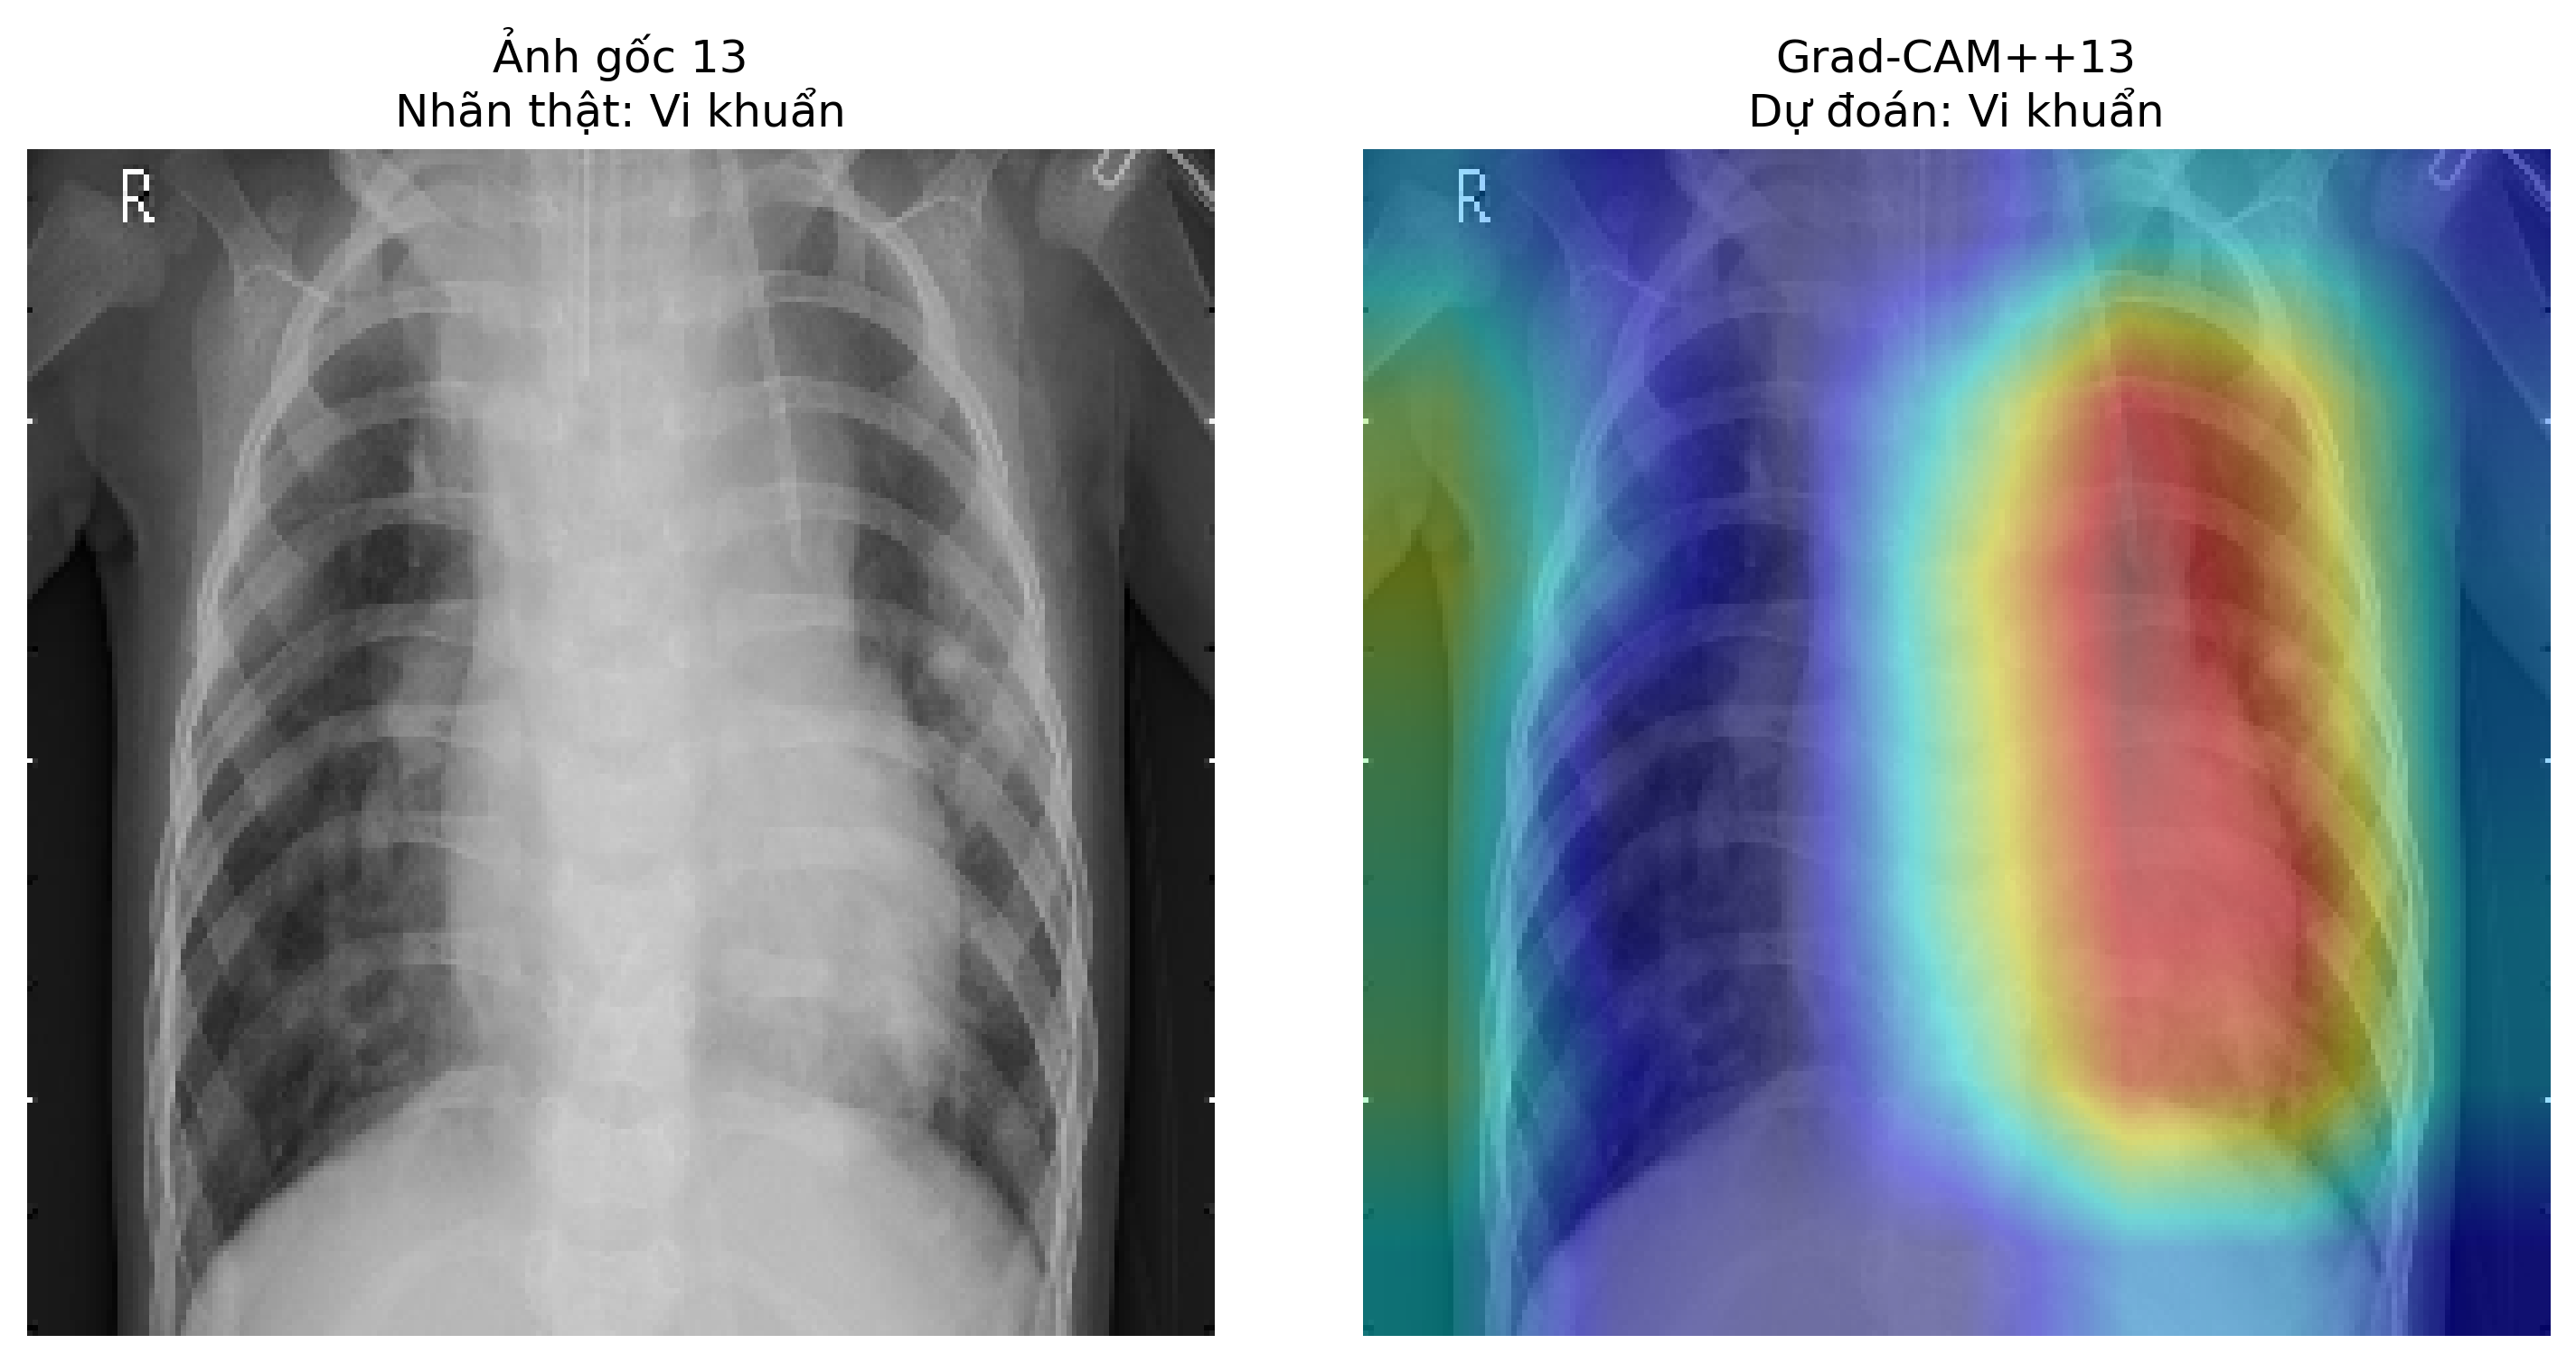 Ảnh gốc 13
Nhãn thật: Vi khuẩn
Grad-CAM++13
Dự đoán: Vi khuẩn
R
R